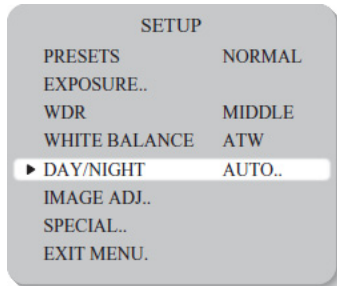 SETUP
PRESETS NORMAL
EXPOSURE..
WDR MIDDLE
WHITE BALANCE ATW
DAY/NIGHT AUTO..
IMAGE ADJ..
SPECIAL..
EXIT MENU.